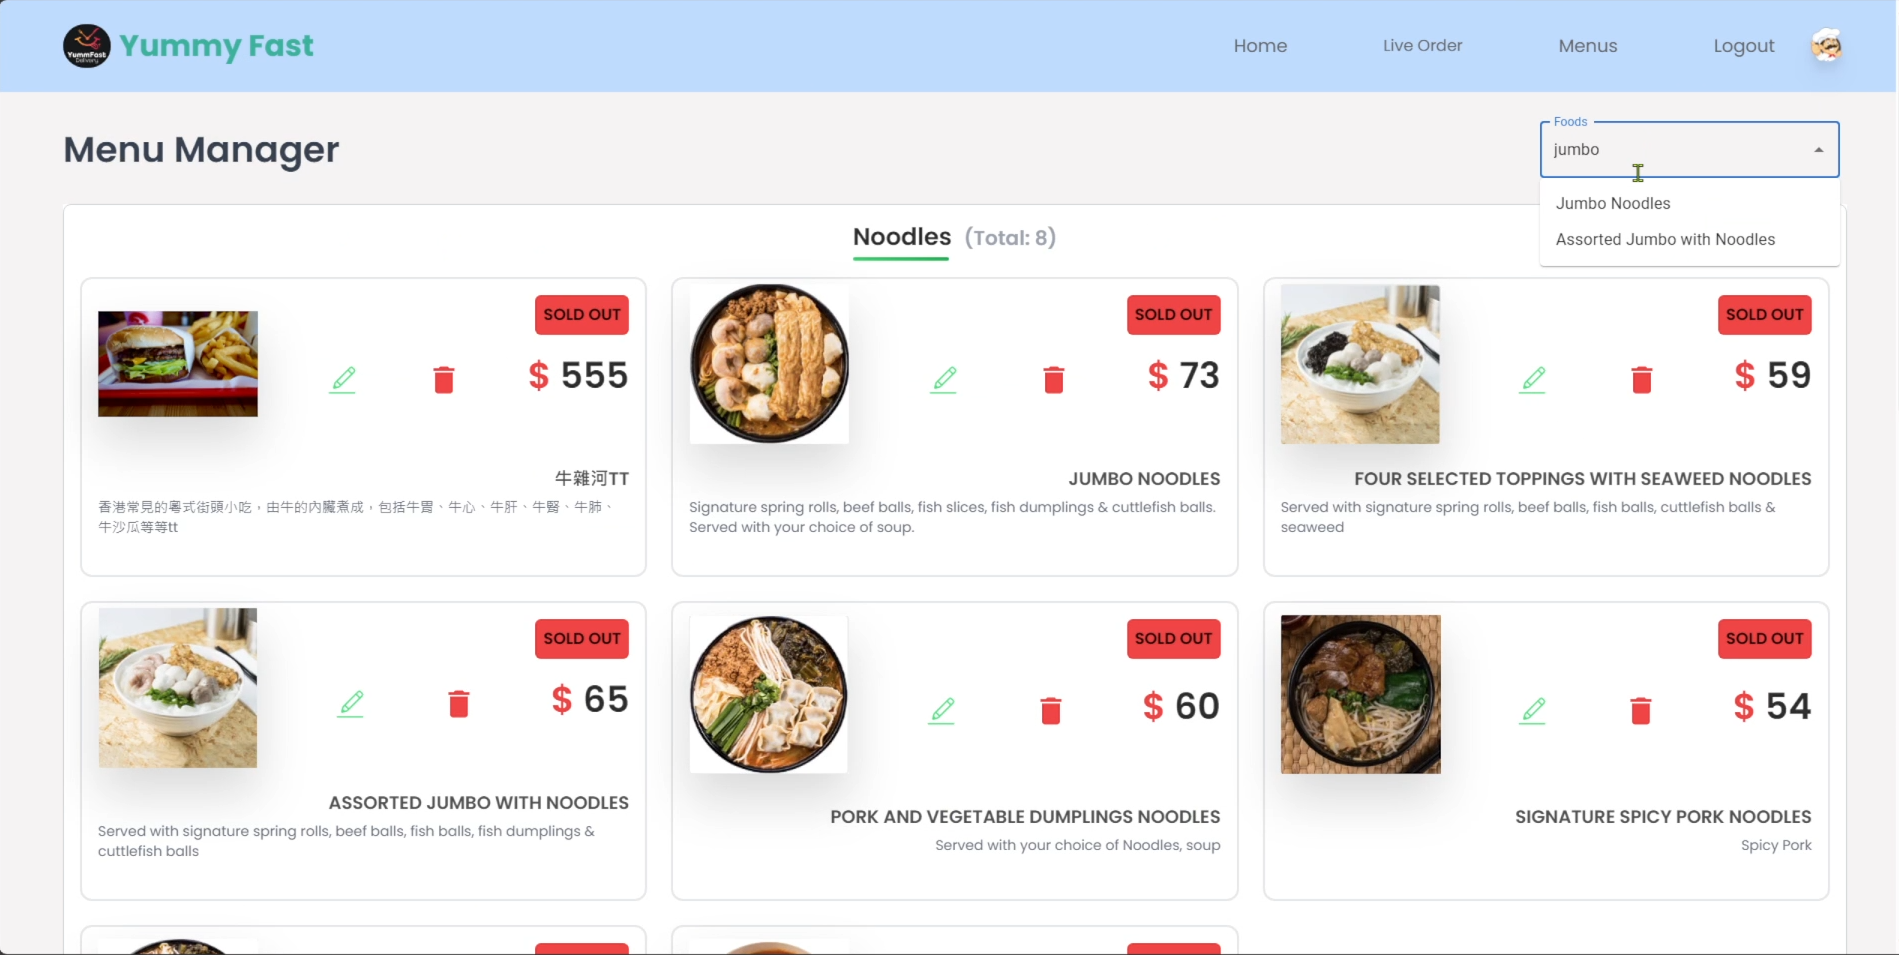 YummFast
Delivery
Yummy Fast
Home
Live Order
Menus
Logout
Menu Manager
Foods
jumbo
Jumbo Noodles
Assorted Jumbo with Noodles
Noodles (Total: 8)
SOLD OUT
$ 555
牛雜河TT
香港常見的粵式街頭小吃，由牛的內臟煮成，包括牛胃、牛心、牛肝、牛腎、牛肺、
牛沙瓜等等tt
SOLD OUT
$ 73
JUMBO NOODLES
Signature spring rolls, beef balls, fish slices, fish dumplings & cuttlefish balls.
Served with your choice of soup.
SOLD OUT
$ 59
FOUR SELECTED TOPPINGS WITH SEAWEED NOODLES
Served with signature spring rolls, beef balls, fish balls, cuttlefish balls &
seaweed
SOLD OUT
$ 65
ASSORTED JUMBO WITH NOODLES
Served with signature spring rolls, beef balls, fish balls, fish dumplings &
cuttlefish balls
SOLD OUT
$ 60
PORK AND VEGETABLE DUMPLINGS NOODLES
Served with your choice of Noodles, soup
SOLD OUT
$ 54
SIGNATURE SPICY PORK NOODLES
Spicy Pork